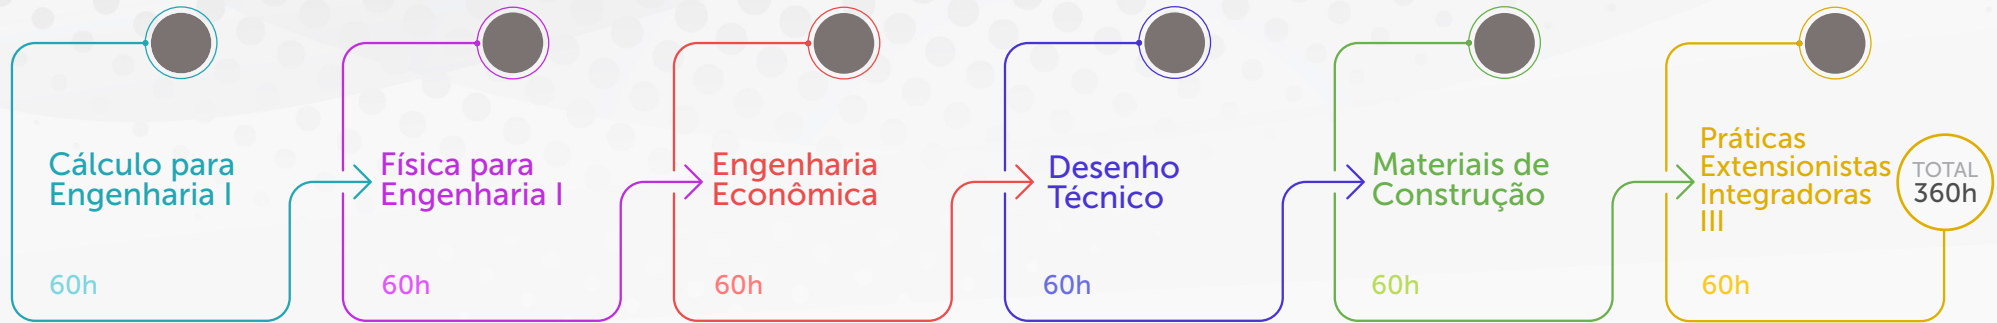 Cálculo para
Engenharia I
60h
Física para
Engenharia I
60h
Engenharia
Econômica
60h
Desenho
Técnico
60h
Materiais de
Construção
60h
Práticas
Extensionistas
Integradoras
III
60h
TOTAL
360h